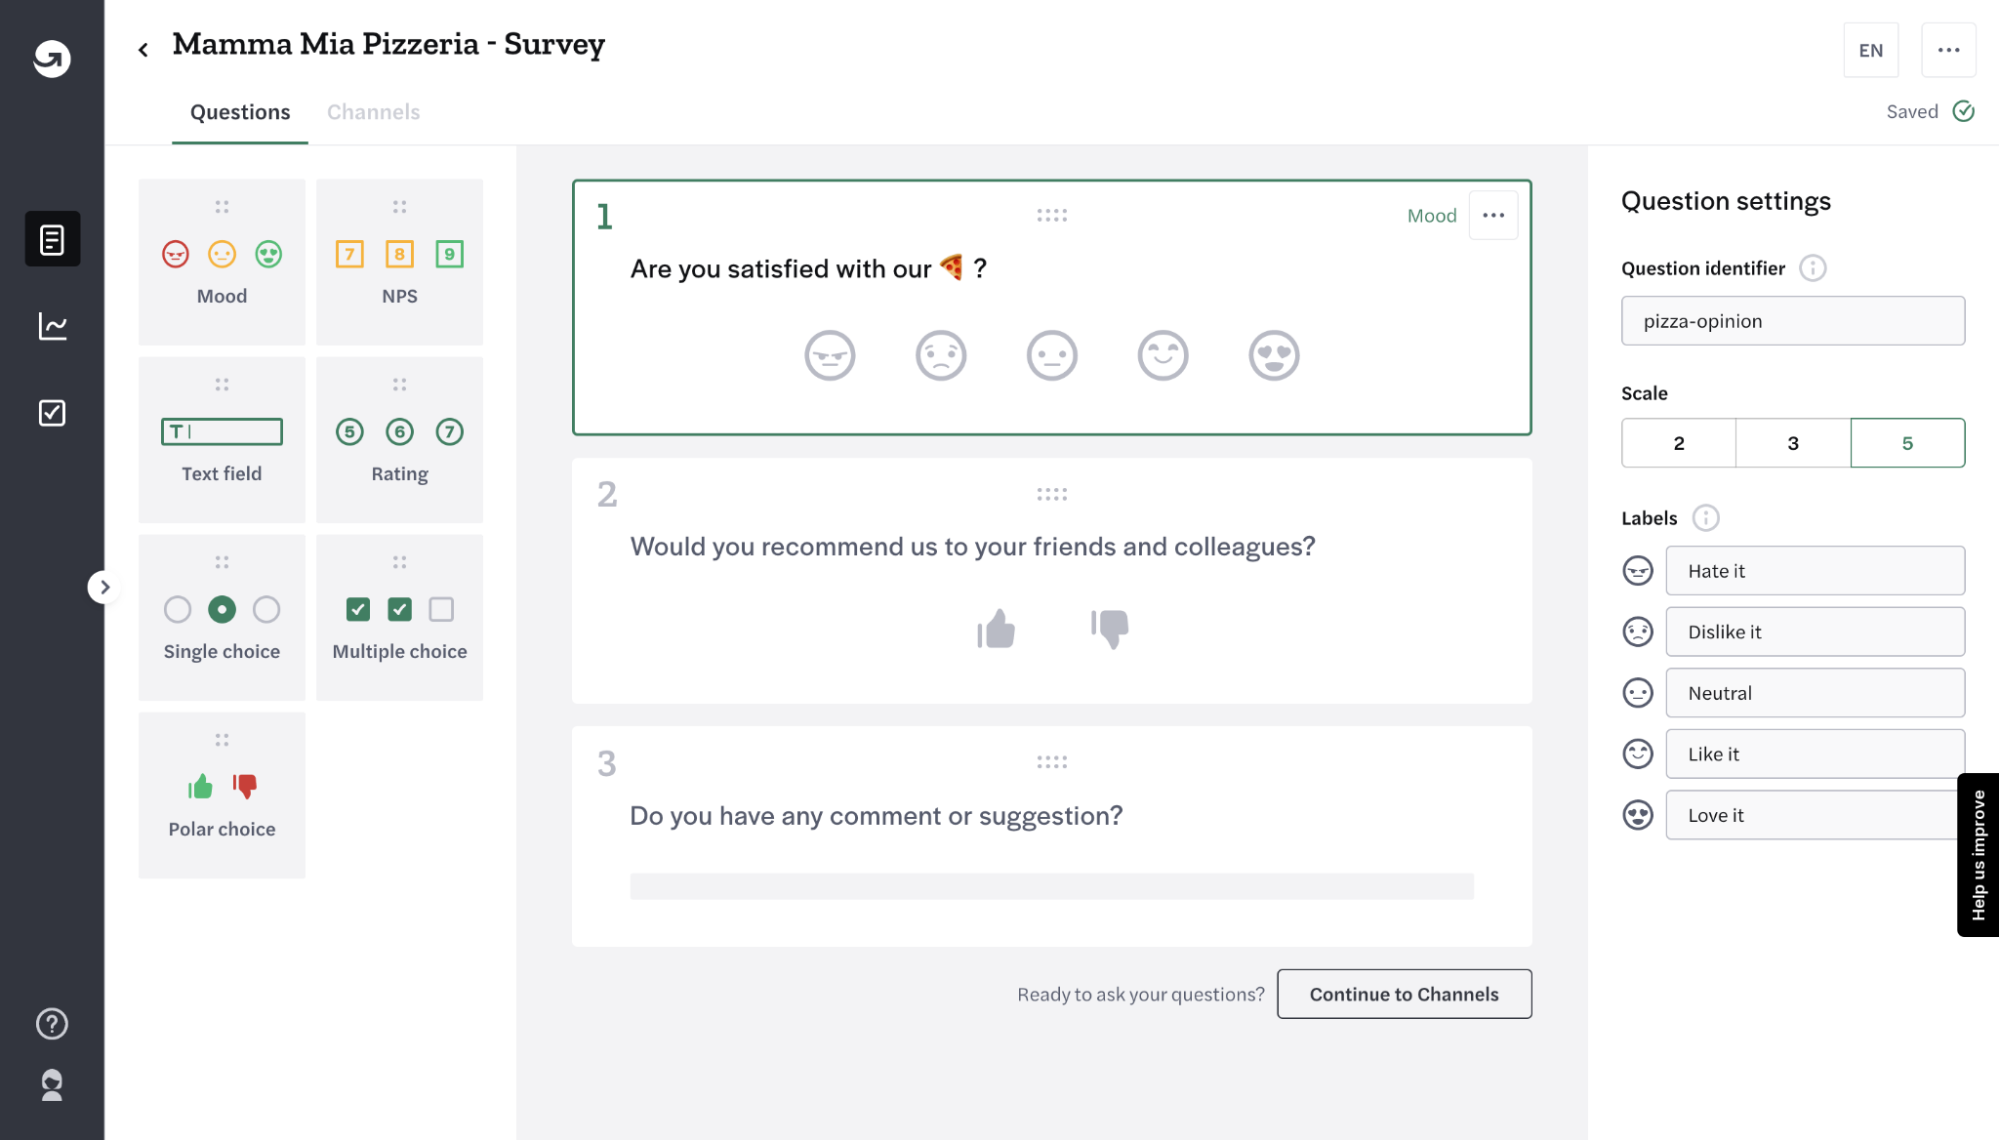 Mamma Mia Pizzeria - Survey
EN
Questions
Channels
Saved
Mood
7 8 9
NPS
T
Text field
5 6 7
Rating
Single choice
Multiple choice
Polar choice
1
Mood
Are you satisfied with our 🍕 ?
2
Would you recommend us to your friends and colleagues?
3
Do you have any comment or suggestion?
Ready to ask your questions?
Continue to Channels
Question settings
Question identifier
pizza-opinion
Scale
2 3 5
Labels
Hate it
Dislike it
Neutral
Like it
Love it
Help us improve